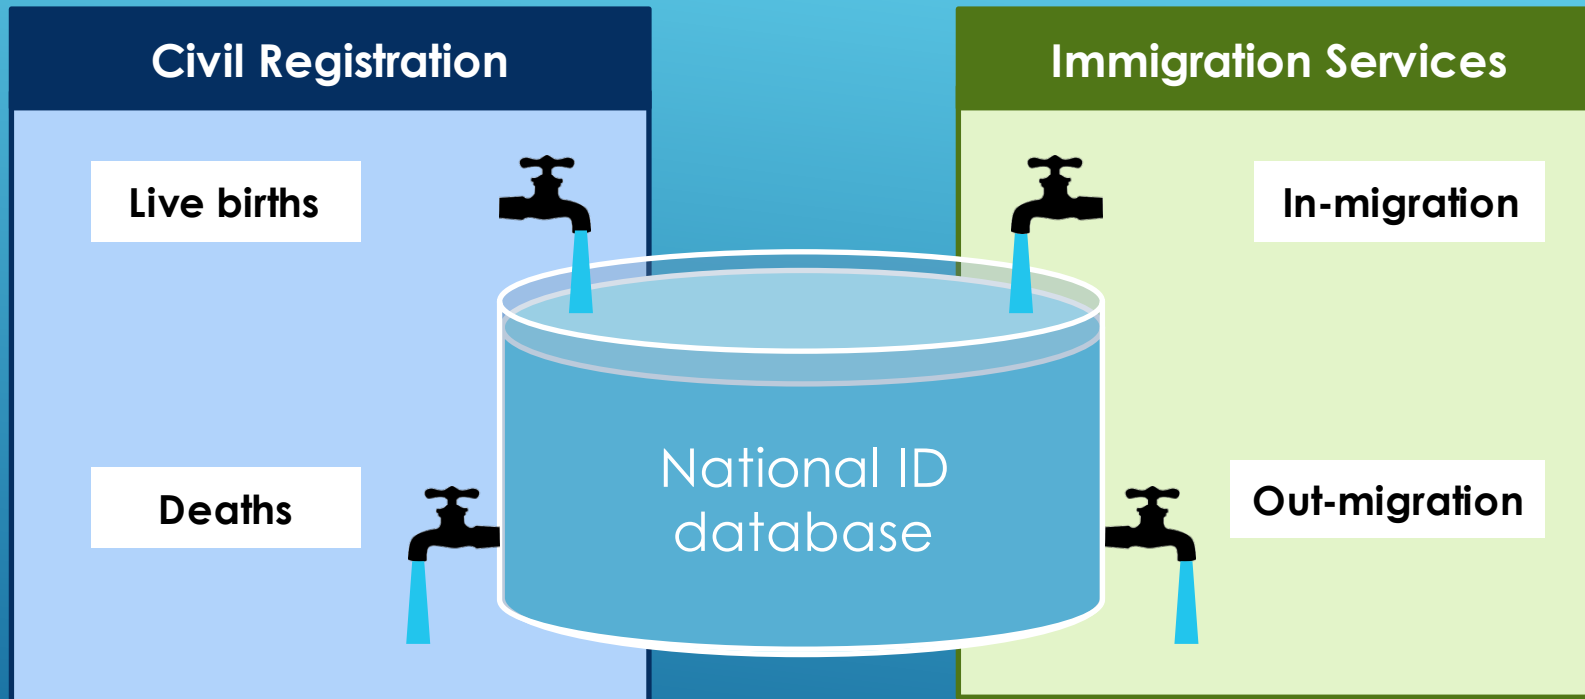 Civil Registration
Immigration Services
Live births
In-migration
National ID
database
Deaths
Out-migration